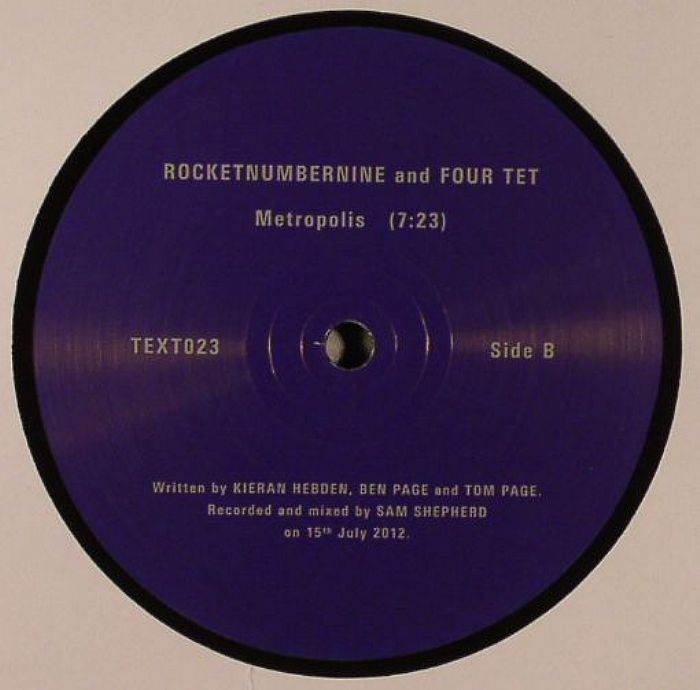 ROCKETNUMBERNINE and FOUR TET
Metropolis (7:23)
TEXT023
Side B
Written by KIERAN HEBDEN, BEN PAGE and TOM PAGE.
Recorded and mixed by SAM SHEPHERD
on 15th July 2012.